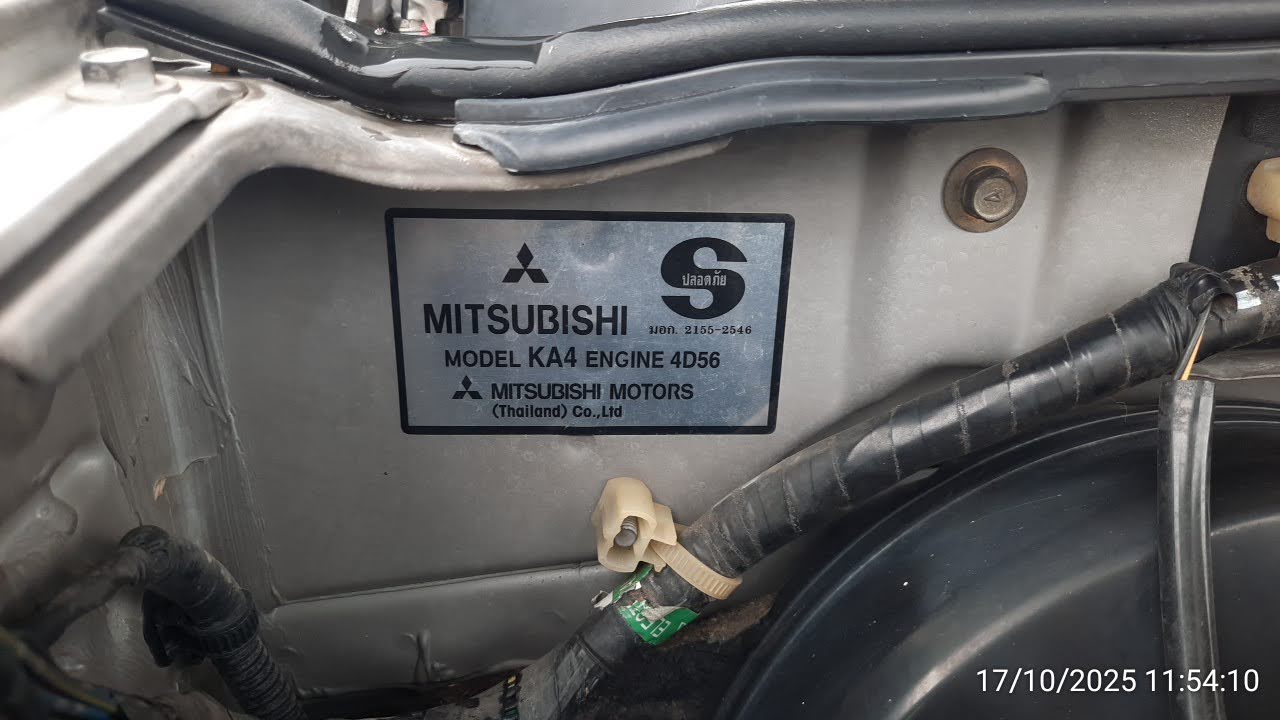 S
ปลอดภัย
MITSUBISHI
มอก. 2155-2546
MODEL KA4 ENGINE 4D56
MITSUBISHI MOTORS
(Thailand) Co.,Ltd
17/10/2025 11:54:10